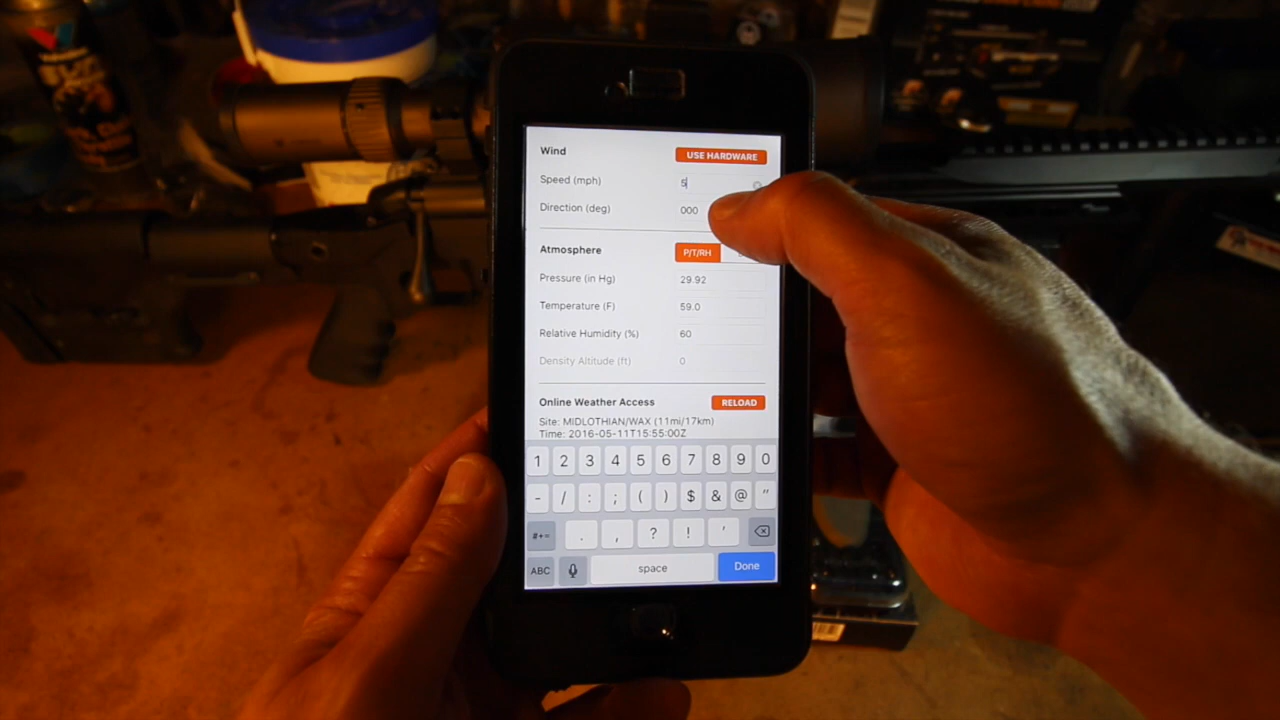 Wind USE HARDWARE
Speed (mph) 5
Direction (deg) 000
Atmosphere P/T/RH
Pressure (in Hg) 29.92
Temperature (F) 59.0
Relative Humidity (%) 60
Density Altitude (ft) 0
Online Weather Access RELOAD
Site: MIDLOTHIAN/WAX (11mi/17km)
Time: 2016-05-11T15:55:00Z
1 2 3 4 5 6 7 8 9 0
- / : ; ( ) $ & @ "
#+= . , ? ! '
ABC space Done